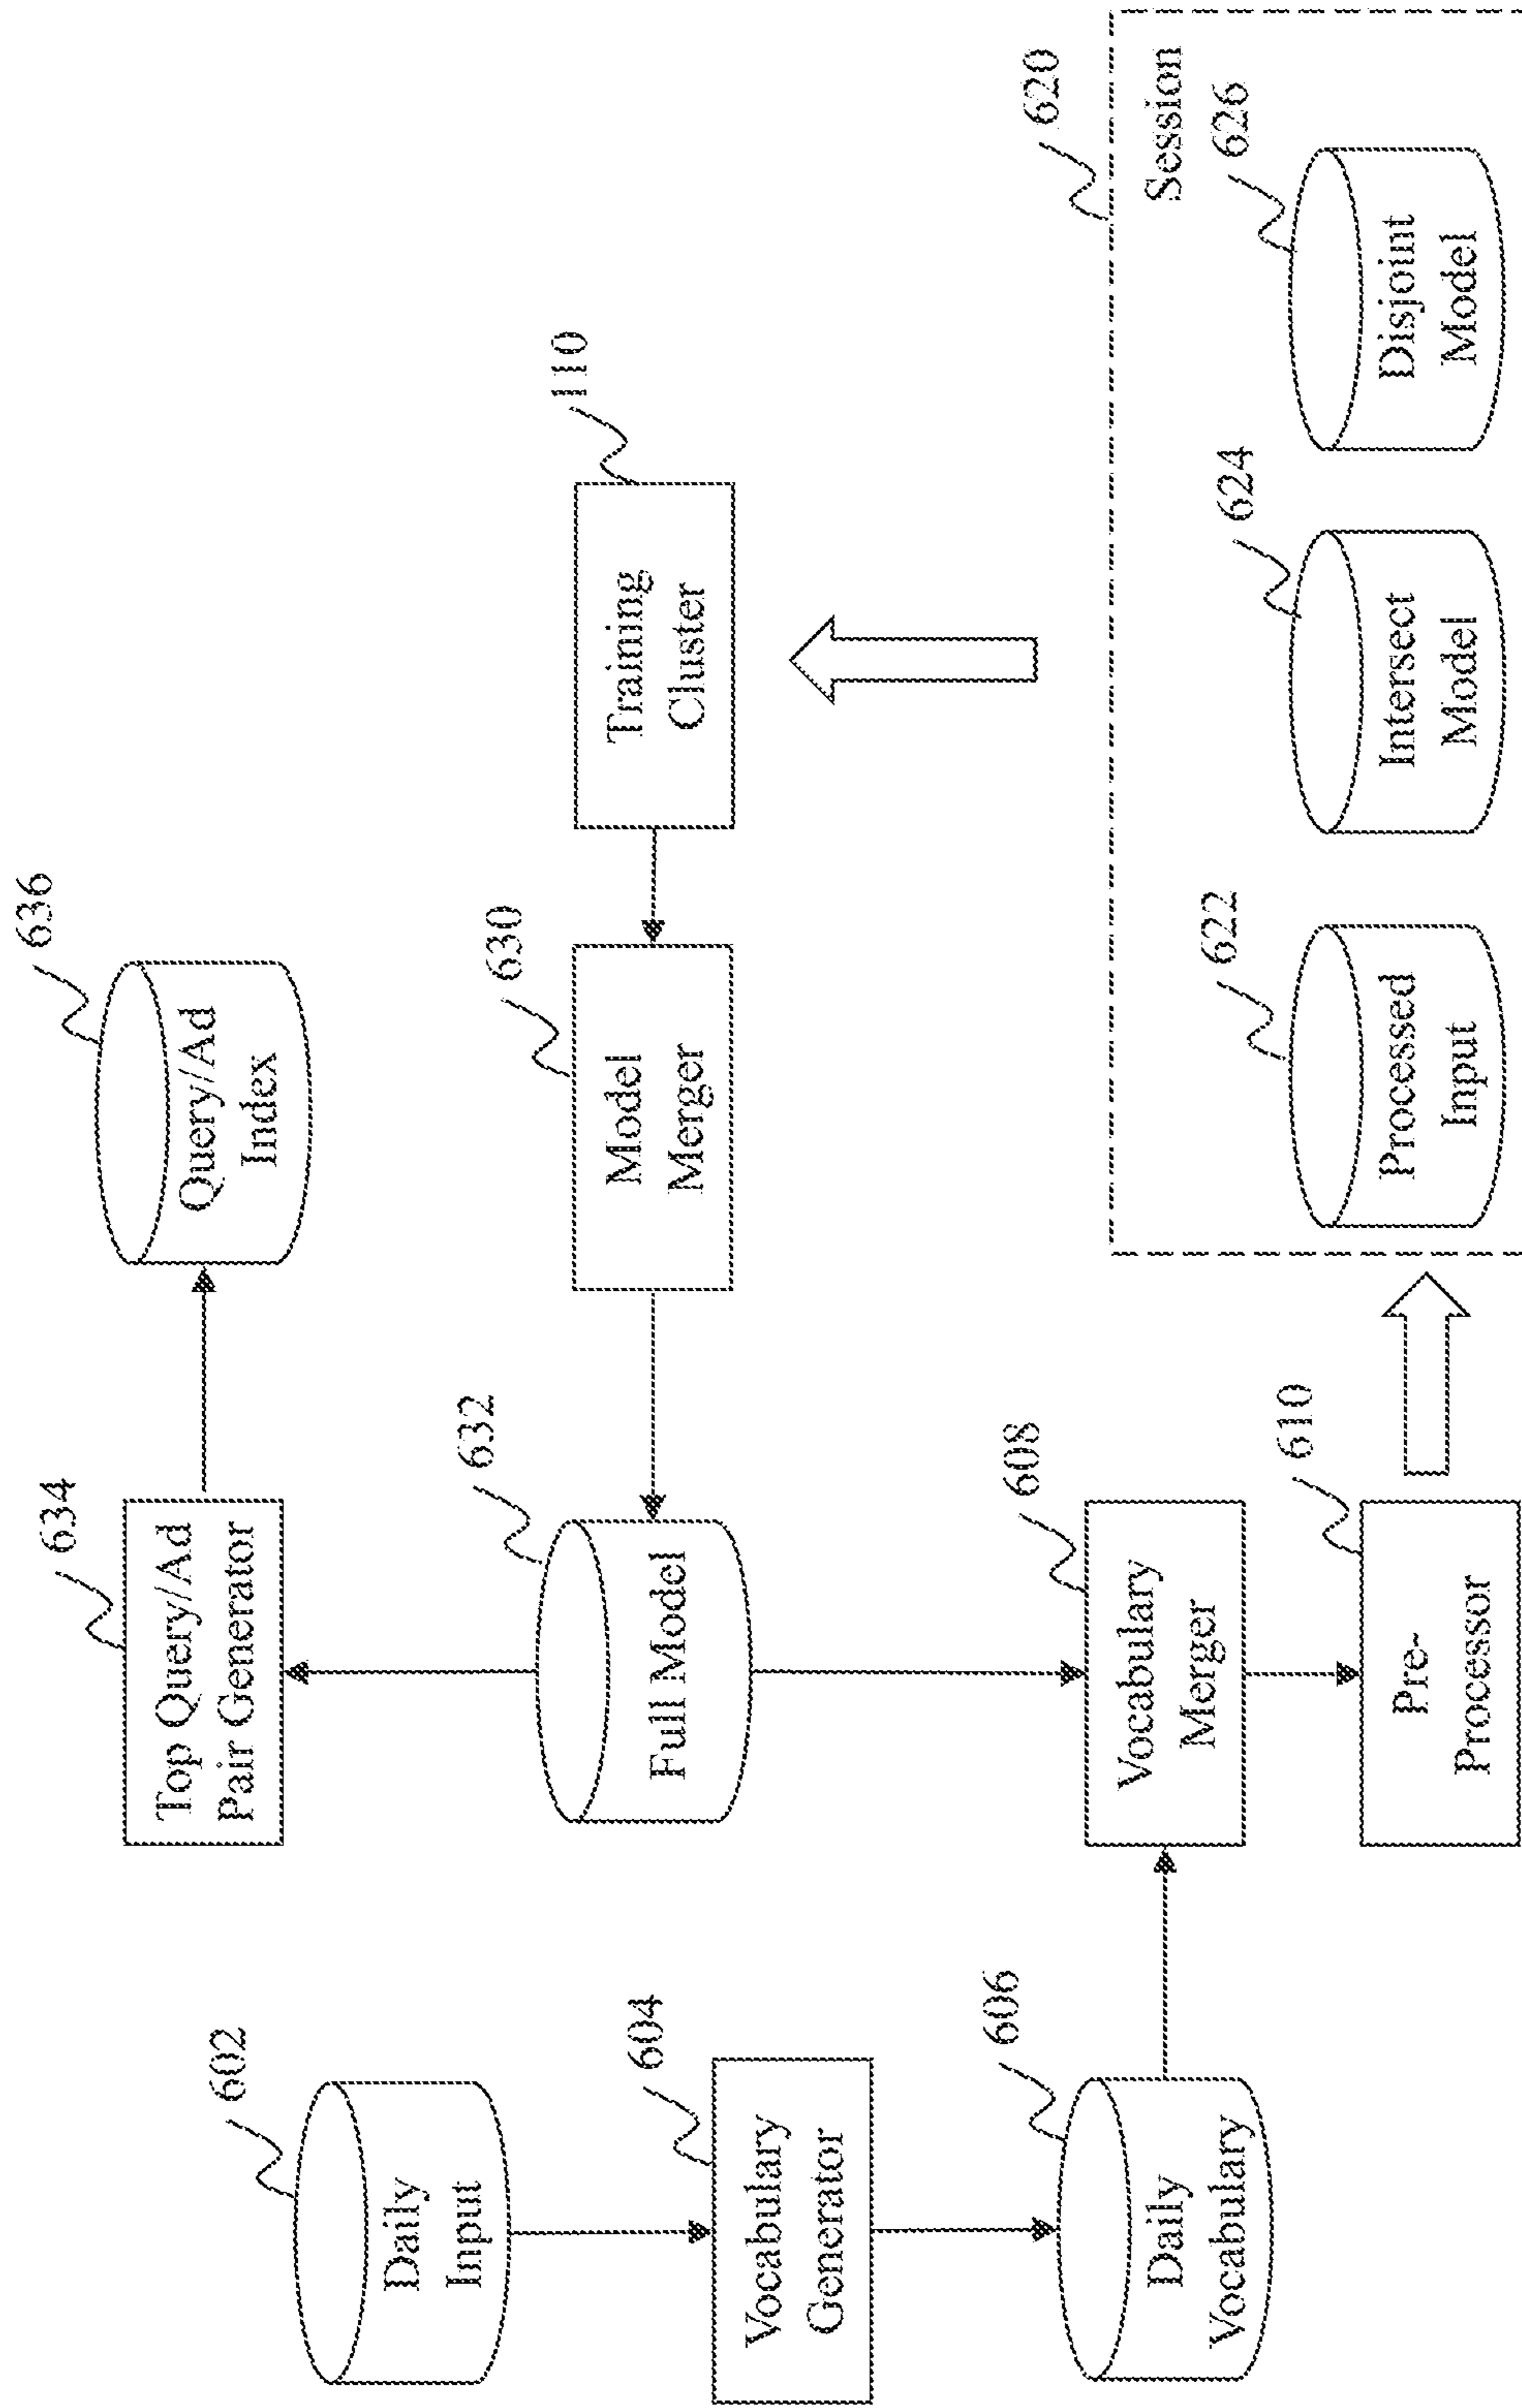 602
Daily
Input
604
Vocabulary
Generator
606
Daily
Vocabulary
634
Top Query/Ad
Pair Generator
636
Query/Ad
Index
632
Full Model
630
Model
Merger
110
Training
Cluster
608
Vocabulary
Merger
610
Pre-
Processor
620
Session
622
Processed
Input
624
Intersect
Model
626
Disjoint
Model